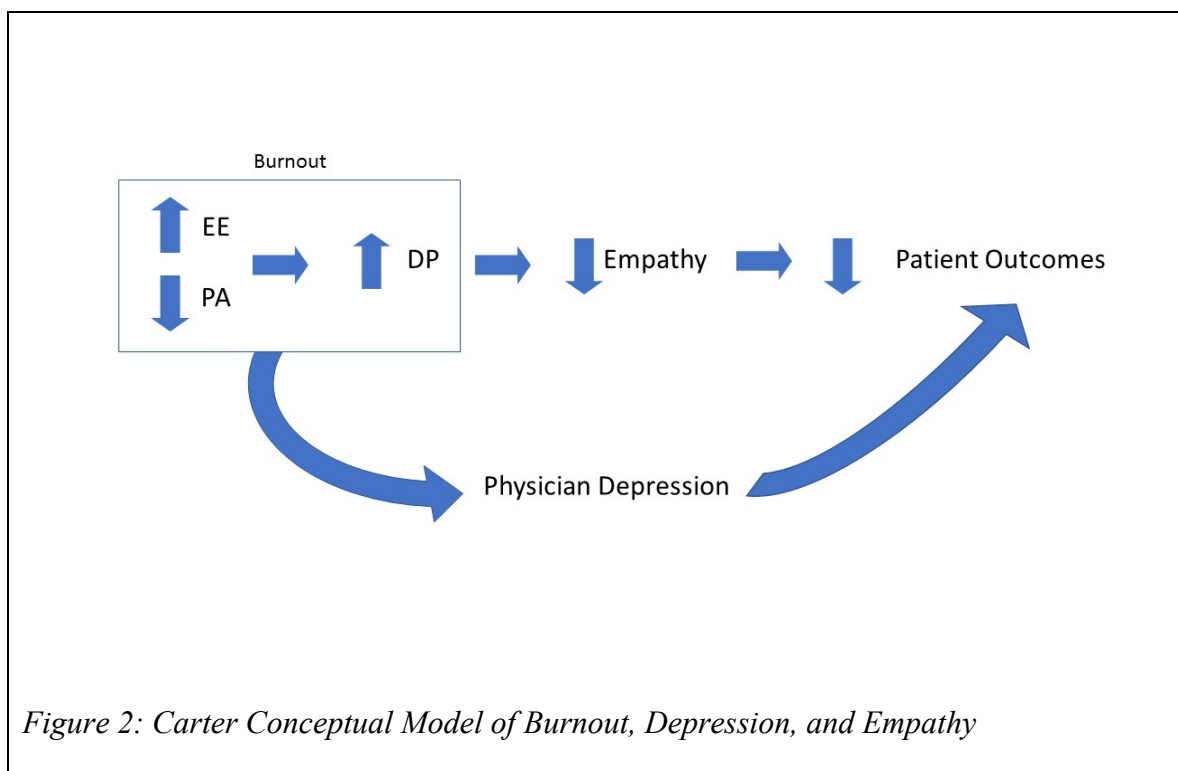 Burnout
EE
PA
DP
Empathy
Patient Outcomes
Physician Depression
Figure 2: Carter Conceptual Model of Burnout, Depression, and Empathy